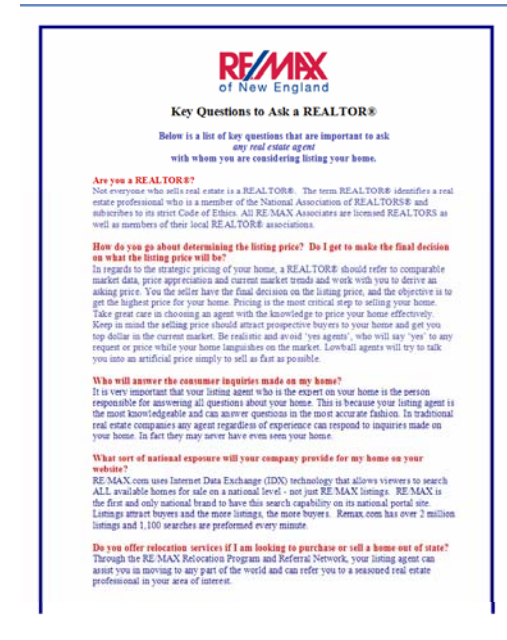 RE/MAX
of New England
Key Questions to Ask a REALTOR®
Below is a list of key questions that are important to ask
any real estate agent
with whom you are considering listing your home.
Are you a REALTOR®?
Not everyone who sells real estate is a REALTOR®. The term REALTOR® identifies a real
estate professional who is a member of the National Association of REALTORS® and
subscribes to its strict Code of Ethics. All RE/MAX Associates are licensed REALTORS as
well as members of their local REALTOR® associations.
How do you go about determining the listing price? Do I get to make the final decision
on what the listing price will be?
In regards to the strategic pricing of your home, a REALTOR® should refer to comparable
market data, price appreciation and current market trends and work with you to derive an
asking price. You the seller have the final decision on the listing price, and the objective is to
get the highest price for your home. Pricing is the most critical step to selling your home.
Take great care in choosing an agent with the knowledge to price your home effectively.
Keep in mind the selling price should attract prospective buyers to your home and get you
top dollar in the current market. Be realistic and avoid 'yes agents', who will say 'yes' to any
request or price while your home languishes on the market. Lowball agents will try to talk
you into an artificial price simply to sell as fast as possible.
Who will answer the consumer inquiries made on my home?
It is very important that your listing agent who is the expert on your home is the person
responsible for answering all questions about your home. This is because your listing agent is
the most knowledgeable and can answer questions in the most accurate fashion. In traditional
real estate companies any agent regardless of experience can respond to inquiries made on
your home. In fact they may never have even seen your home.
What sort of national exposure will your company provide for my home on your
website?
RE/MAX.com uses Internet Data Exchange (IDX) technology that allows viewers to search
ALL available homes for sale on a national level - not just RE/MAX listings. RE/MAX is
the first and only national brand to have this search capability on its national portal site.
Listings attract buyers and the more listings, the more buyers. Remax.com has over 2 million
listings and 1,100 searches are preformed every minute.
Do you offer relocation services if I am looking to purchase or sell a home out of state?
Through the RE/MAX Relocation Program and Referral Network, your listing agent can
assist you in moving to any part of the world and can refer you to a seasoned real estate
professional in your area of interest.